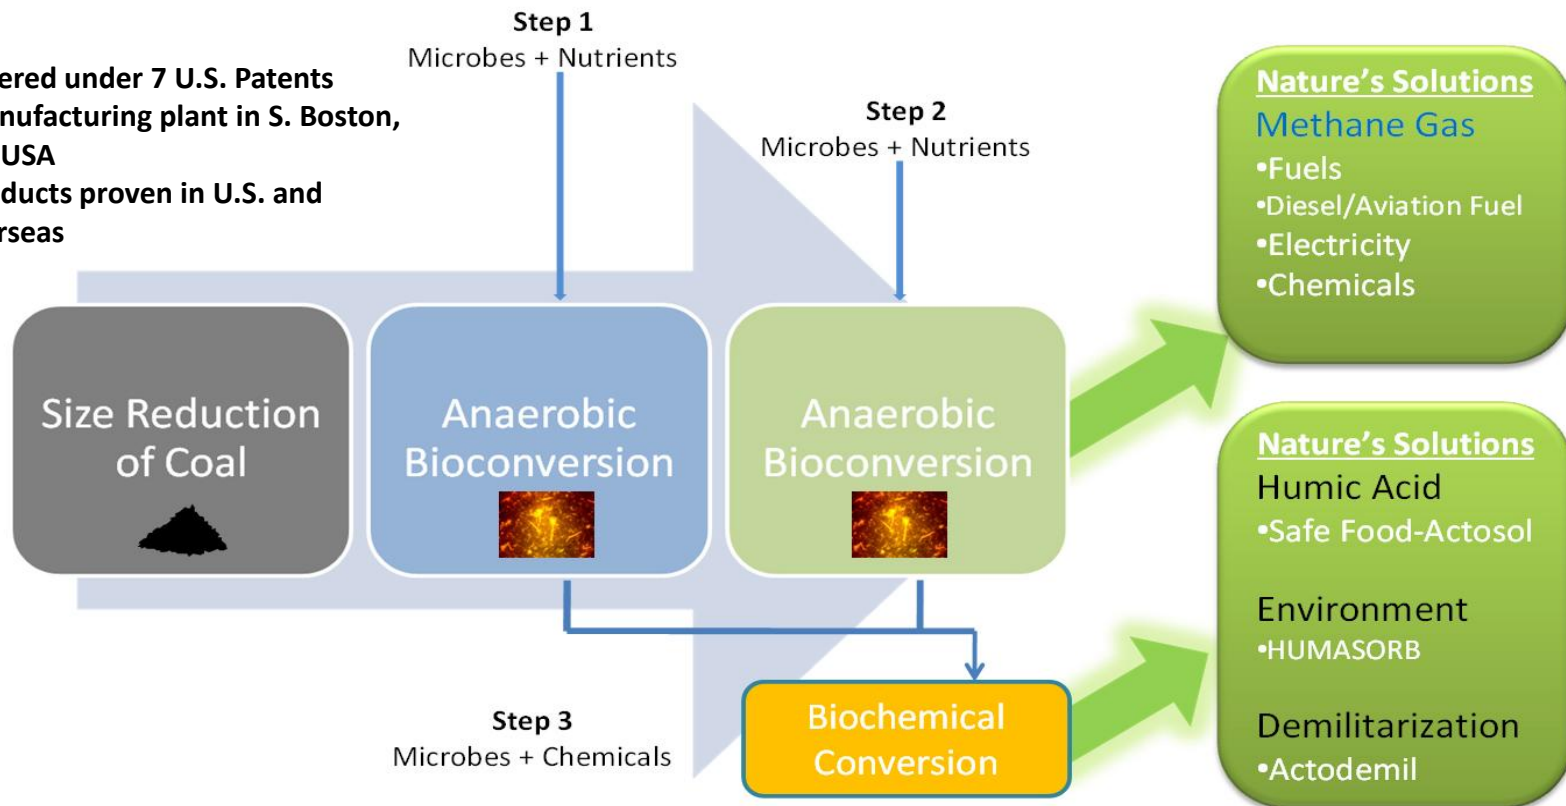 ered under 7 U.S. Patents
nufacturing plant in S. Boston,
USA
ducts proven in U.S. and
rseas
Step 1
Microbes + Nutrients
Step 2
Microbes + Nutrients
Size Reduction
of Coal
Anaerobic
Bioconversion
Anaerobic
Bioconversion
Step 3
Microbes + Chemicals
Biochemical
Conversion
Nature’s Solutions
Methane Gas
•Fuels
•Diesel/Aviation Fuel
•Electricity
•Chemicals
Nature’s Solutions
Humic Acid
•Safe Food-Actosol
Environment
•HUMASORB
Demilitarization
•Actodemil